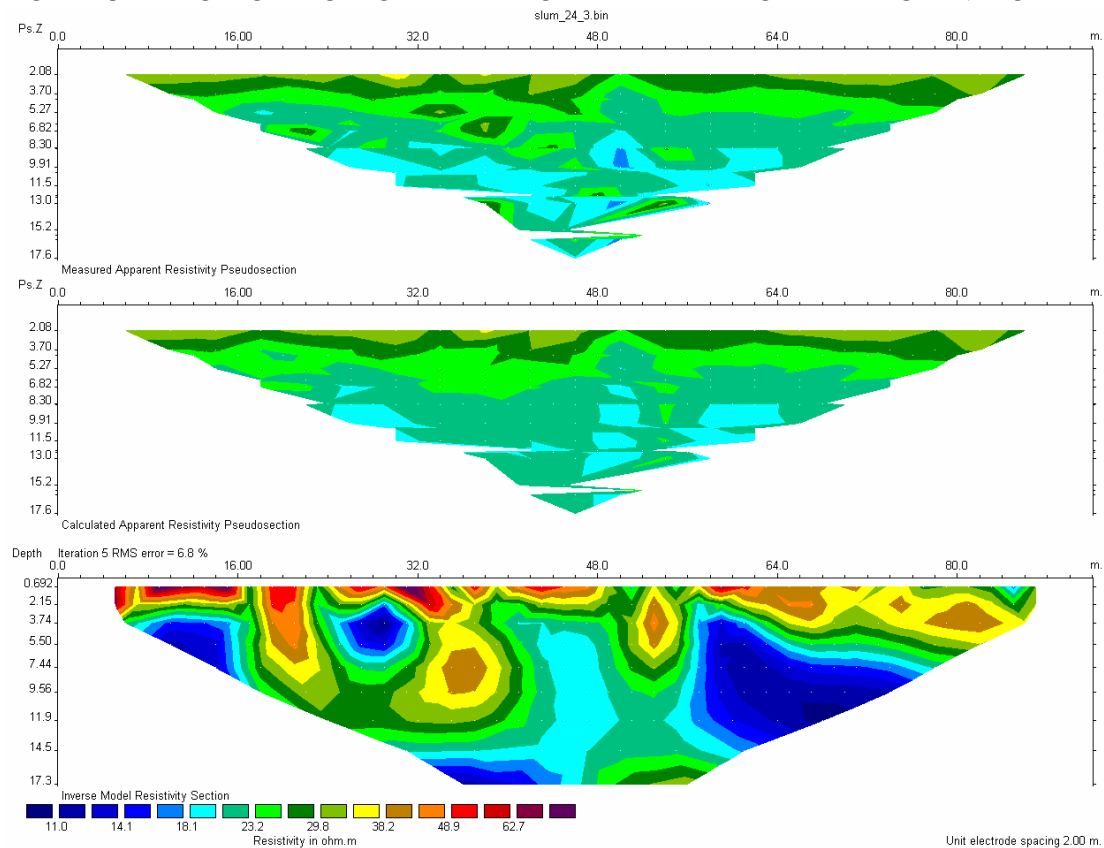 slum_24_3.bin
Ps.Z 0.0 16.00 32.0 48.0 64.0 80.0 m.
2.08
3.70
5.27
6.82
8.30
9.91
11.5
13.0
15.2
17.6
Measured Apparent Resistivity Pseudosection
Ps.Z 0.0 16.00 32.0 48.0 64.0 80.0 m.
2.08
3.70
5.27
6.82
8.30
9.91
11.5
13.0
15.2
17.6
Calculated Apparent Resistivity Pseudosection
Depth Iteration 5 RMS error = 6.8 %
0.0 16.00 32.0 48.0 64.0 80.0 m.
0.692
2.15
3.74
5.50
7.44
9.56
11.9
14.5
17.3
Inverse Model Resistivity Section
11.0 14.1 18.1 23.2 29.8 38.2 48.9 62.7
Resistivity in ohm.m
Unit electrode spacing 2.00 m.